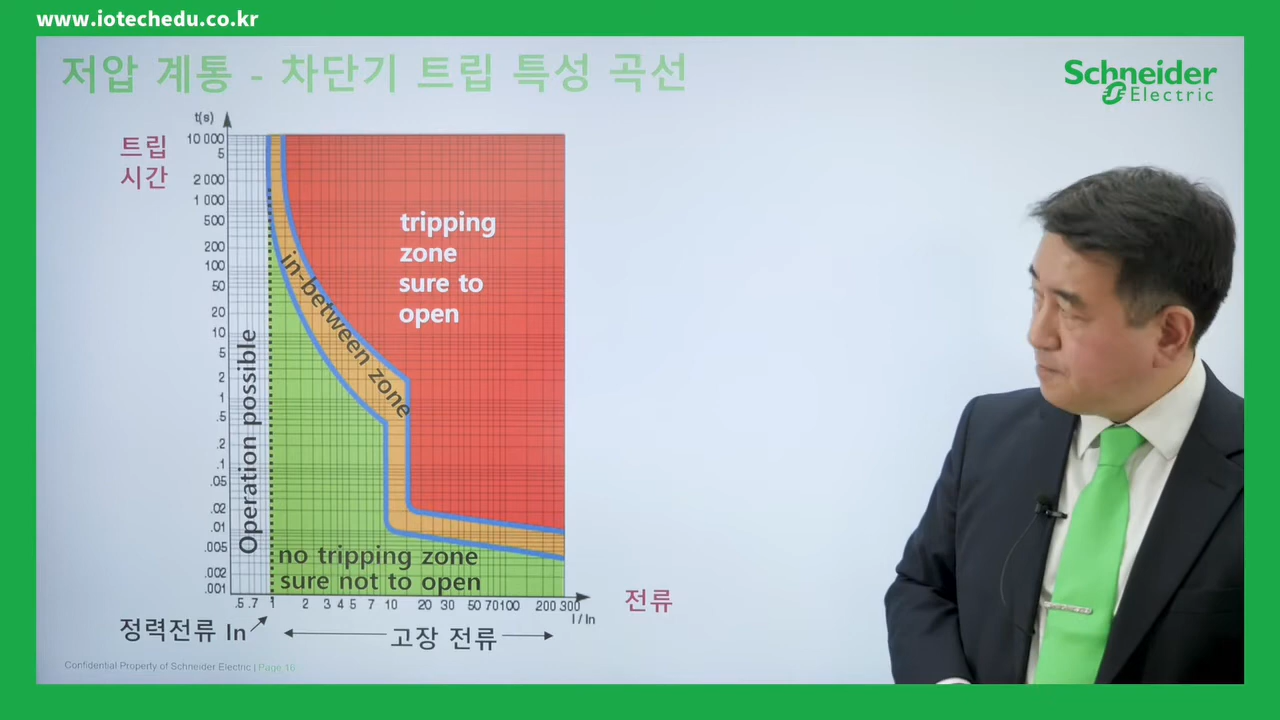 www.iotechedu.co.kr
저압 계통 - 차단기 트립 특성 곡선
Schneider
Electric
t(s)
트립
시간
10 000
5
2 000
1 000
500
200
100
50
20
10
5
2
1
.5
.2
.1
.05
.02
.01
.005
.002
.001
tripping
zone
sure to
open
in-between zone
Operation possible
no tripping zone
sure not to open
.5 .7 1 2 3 4 5 7 10 20 30 50 70 100 200 300
I / In
전류
정력전류 In
고장 전류
Confidential Property of Schneider Electric | Page 16